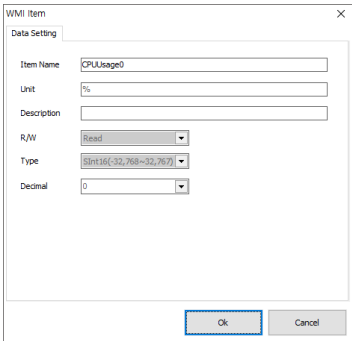 WMI Item
Data Setting
Item Name CPUUsage0
Unit %
Description
R/W Read
Type SInt16(-32,768~32,767)
Decimal 0
Ok Cancel